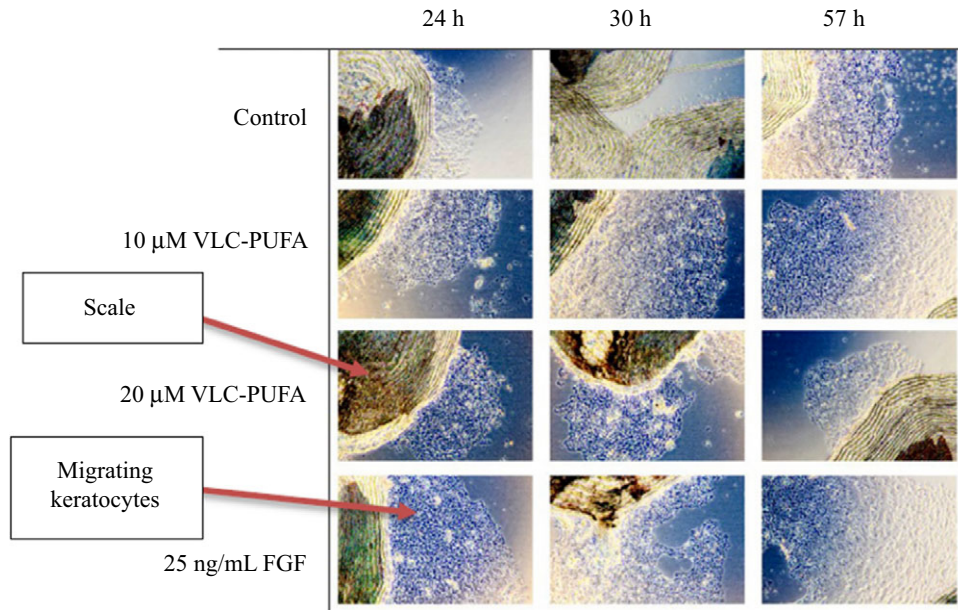 24 h 30 h 57 h
Control
10 μM VLC-PUFA
Scale
20 μM VLC-PUFA
Migrating
keratocytes
25 ng/mL FGF